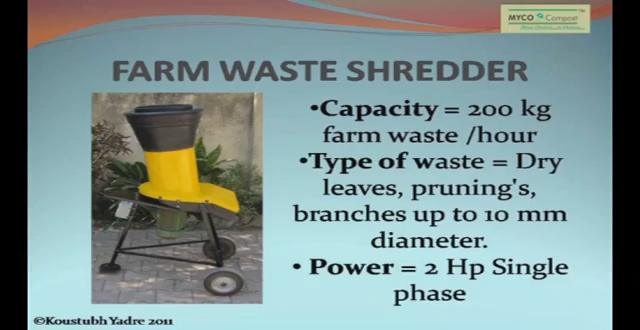 MYCO Compost
FARM WASTE SHREDDER
•Capacity = 200 kg
farm waste /hour
•Type of waste = Dry
leaves, pruning's,
branches up to 10 mm
diameter.
• Power = 2 Hp Single
phase
©Koustubh Yadre 2011